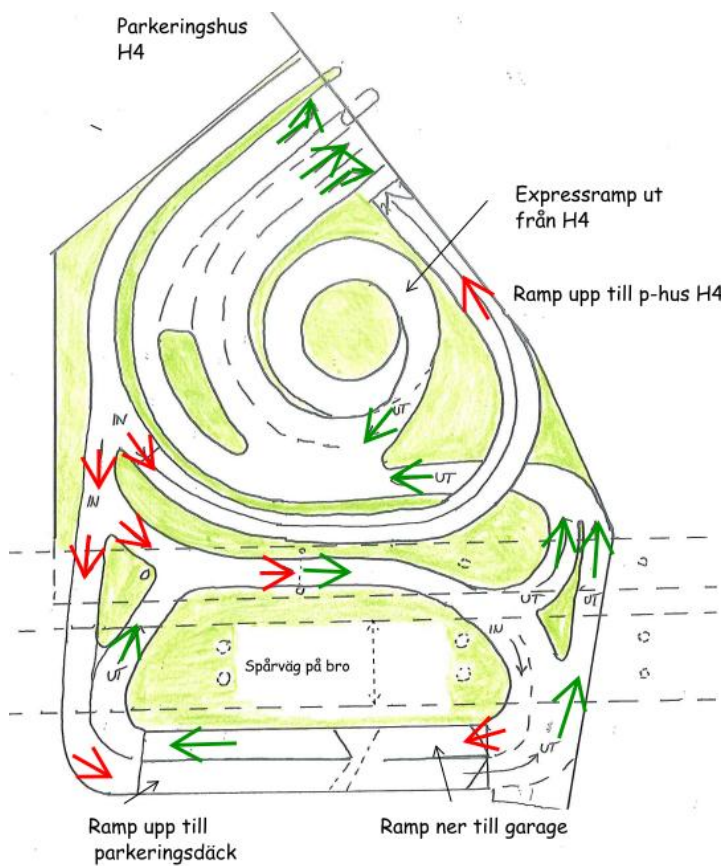 Parkeringshus
H4
Expressramp ut
från H4
Ramp upp till p-hus H4
IN
UT
IN
UT
UT
UT
IN
UT
Spårväg på bro
UT
Ramp upp till
parkeringsdäck
Ramp ner till garage